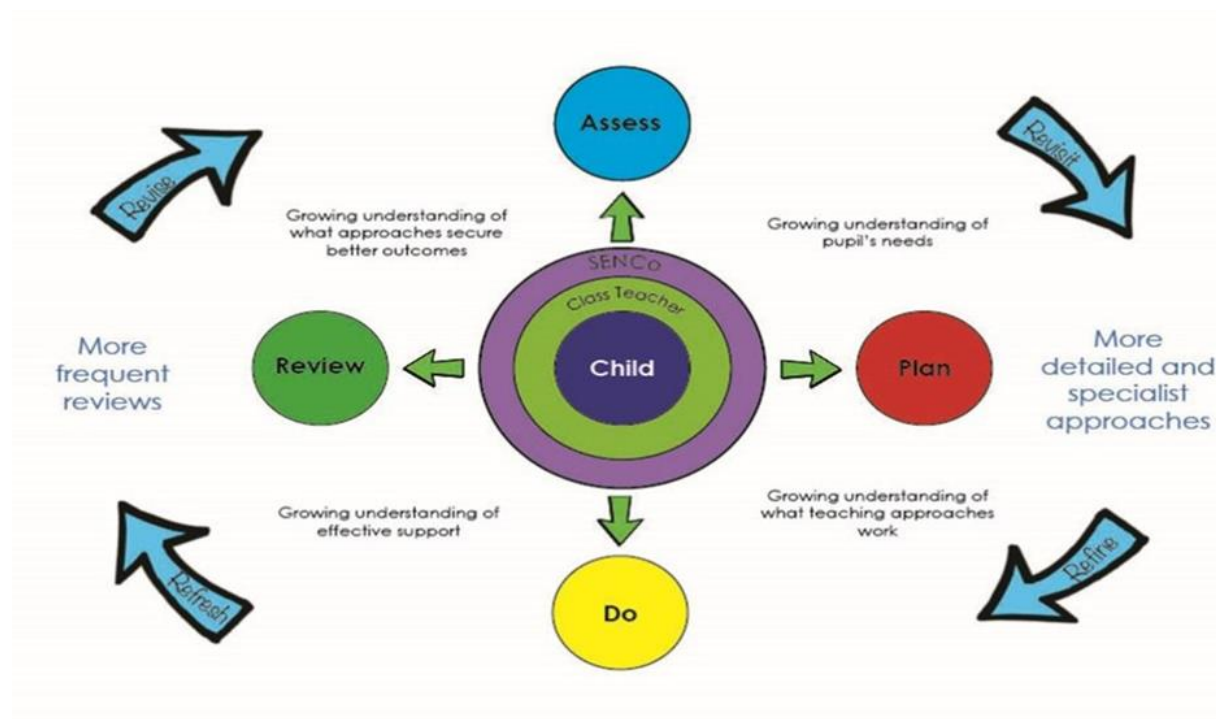 Assess
Revise
Revisit
Growing understanding of
what approaches secure
better outcomes
Growing understanding of
pupil's needs
SENCo
Class Teacher
Child
Review
Plan
More
frequent
reviews
More
detailed and
specialist
approaches
Growing understanding of
effective support
Growing understanding of
what teaching approaches
work
Refresh
Refine
Do